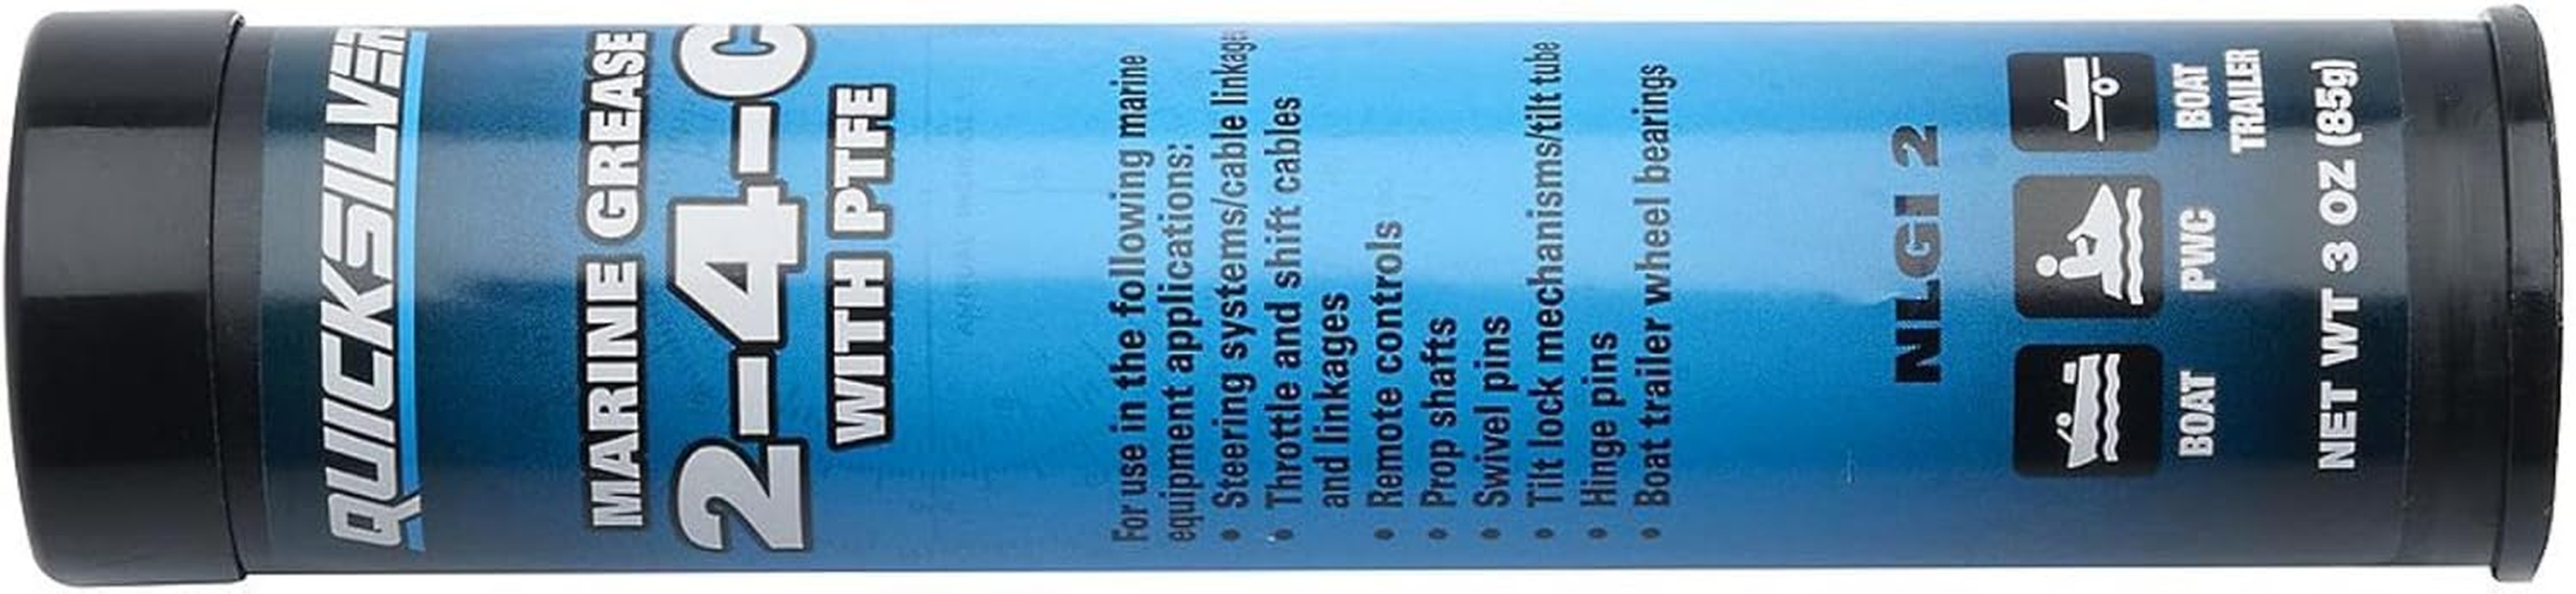 QUICKSILVER
MARINE GREASE
2-4-C
WITH PTFE
For use in the following marine
equipment applications:
• Steering systems/cable linkages
• Throttle and shift cables
and linkages
• Remote controls
• Prop shafts
• Swivel pins
• Tilt lock mechanisms/tilt tube
• Hinge pins
• Boat trailer wheel bearings
NLGI 2
BOAT
PWC
BOAT
TRAILER
NET WT 3 OZ (85g)